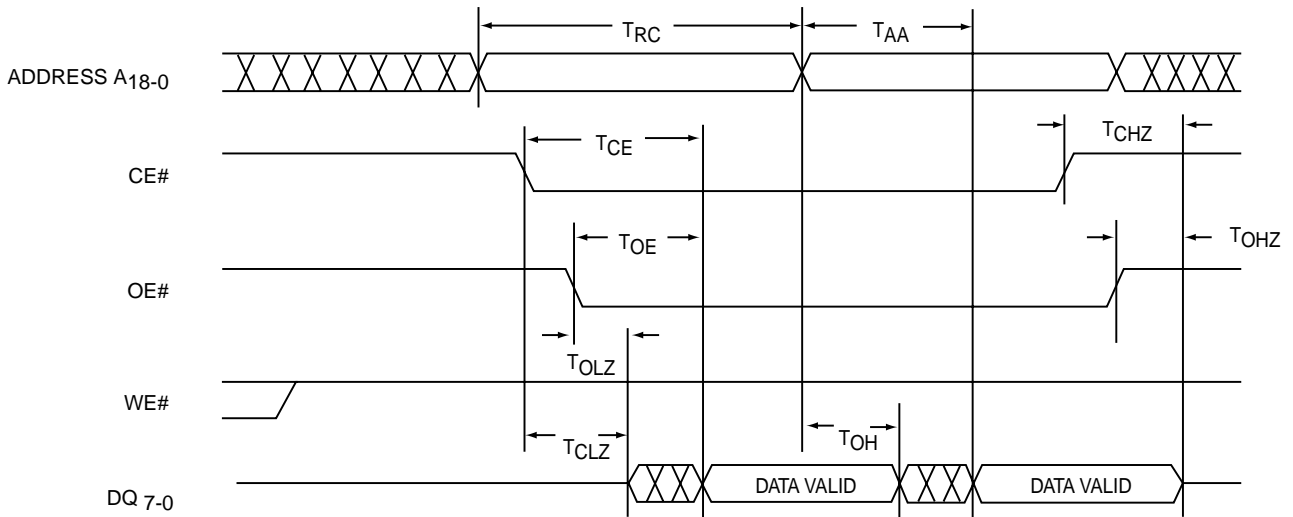 TRC
TAA
ADDRESS A18-0
TCE
TCHZ
CE#
TOE
TOHZ
OE#
TOLZ
WE#
TCLZ
TOH
DQ 7-0
DATA VALID
DATA VALID